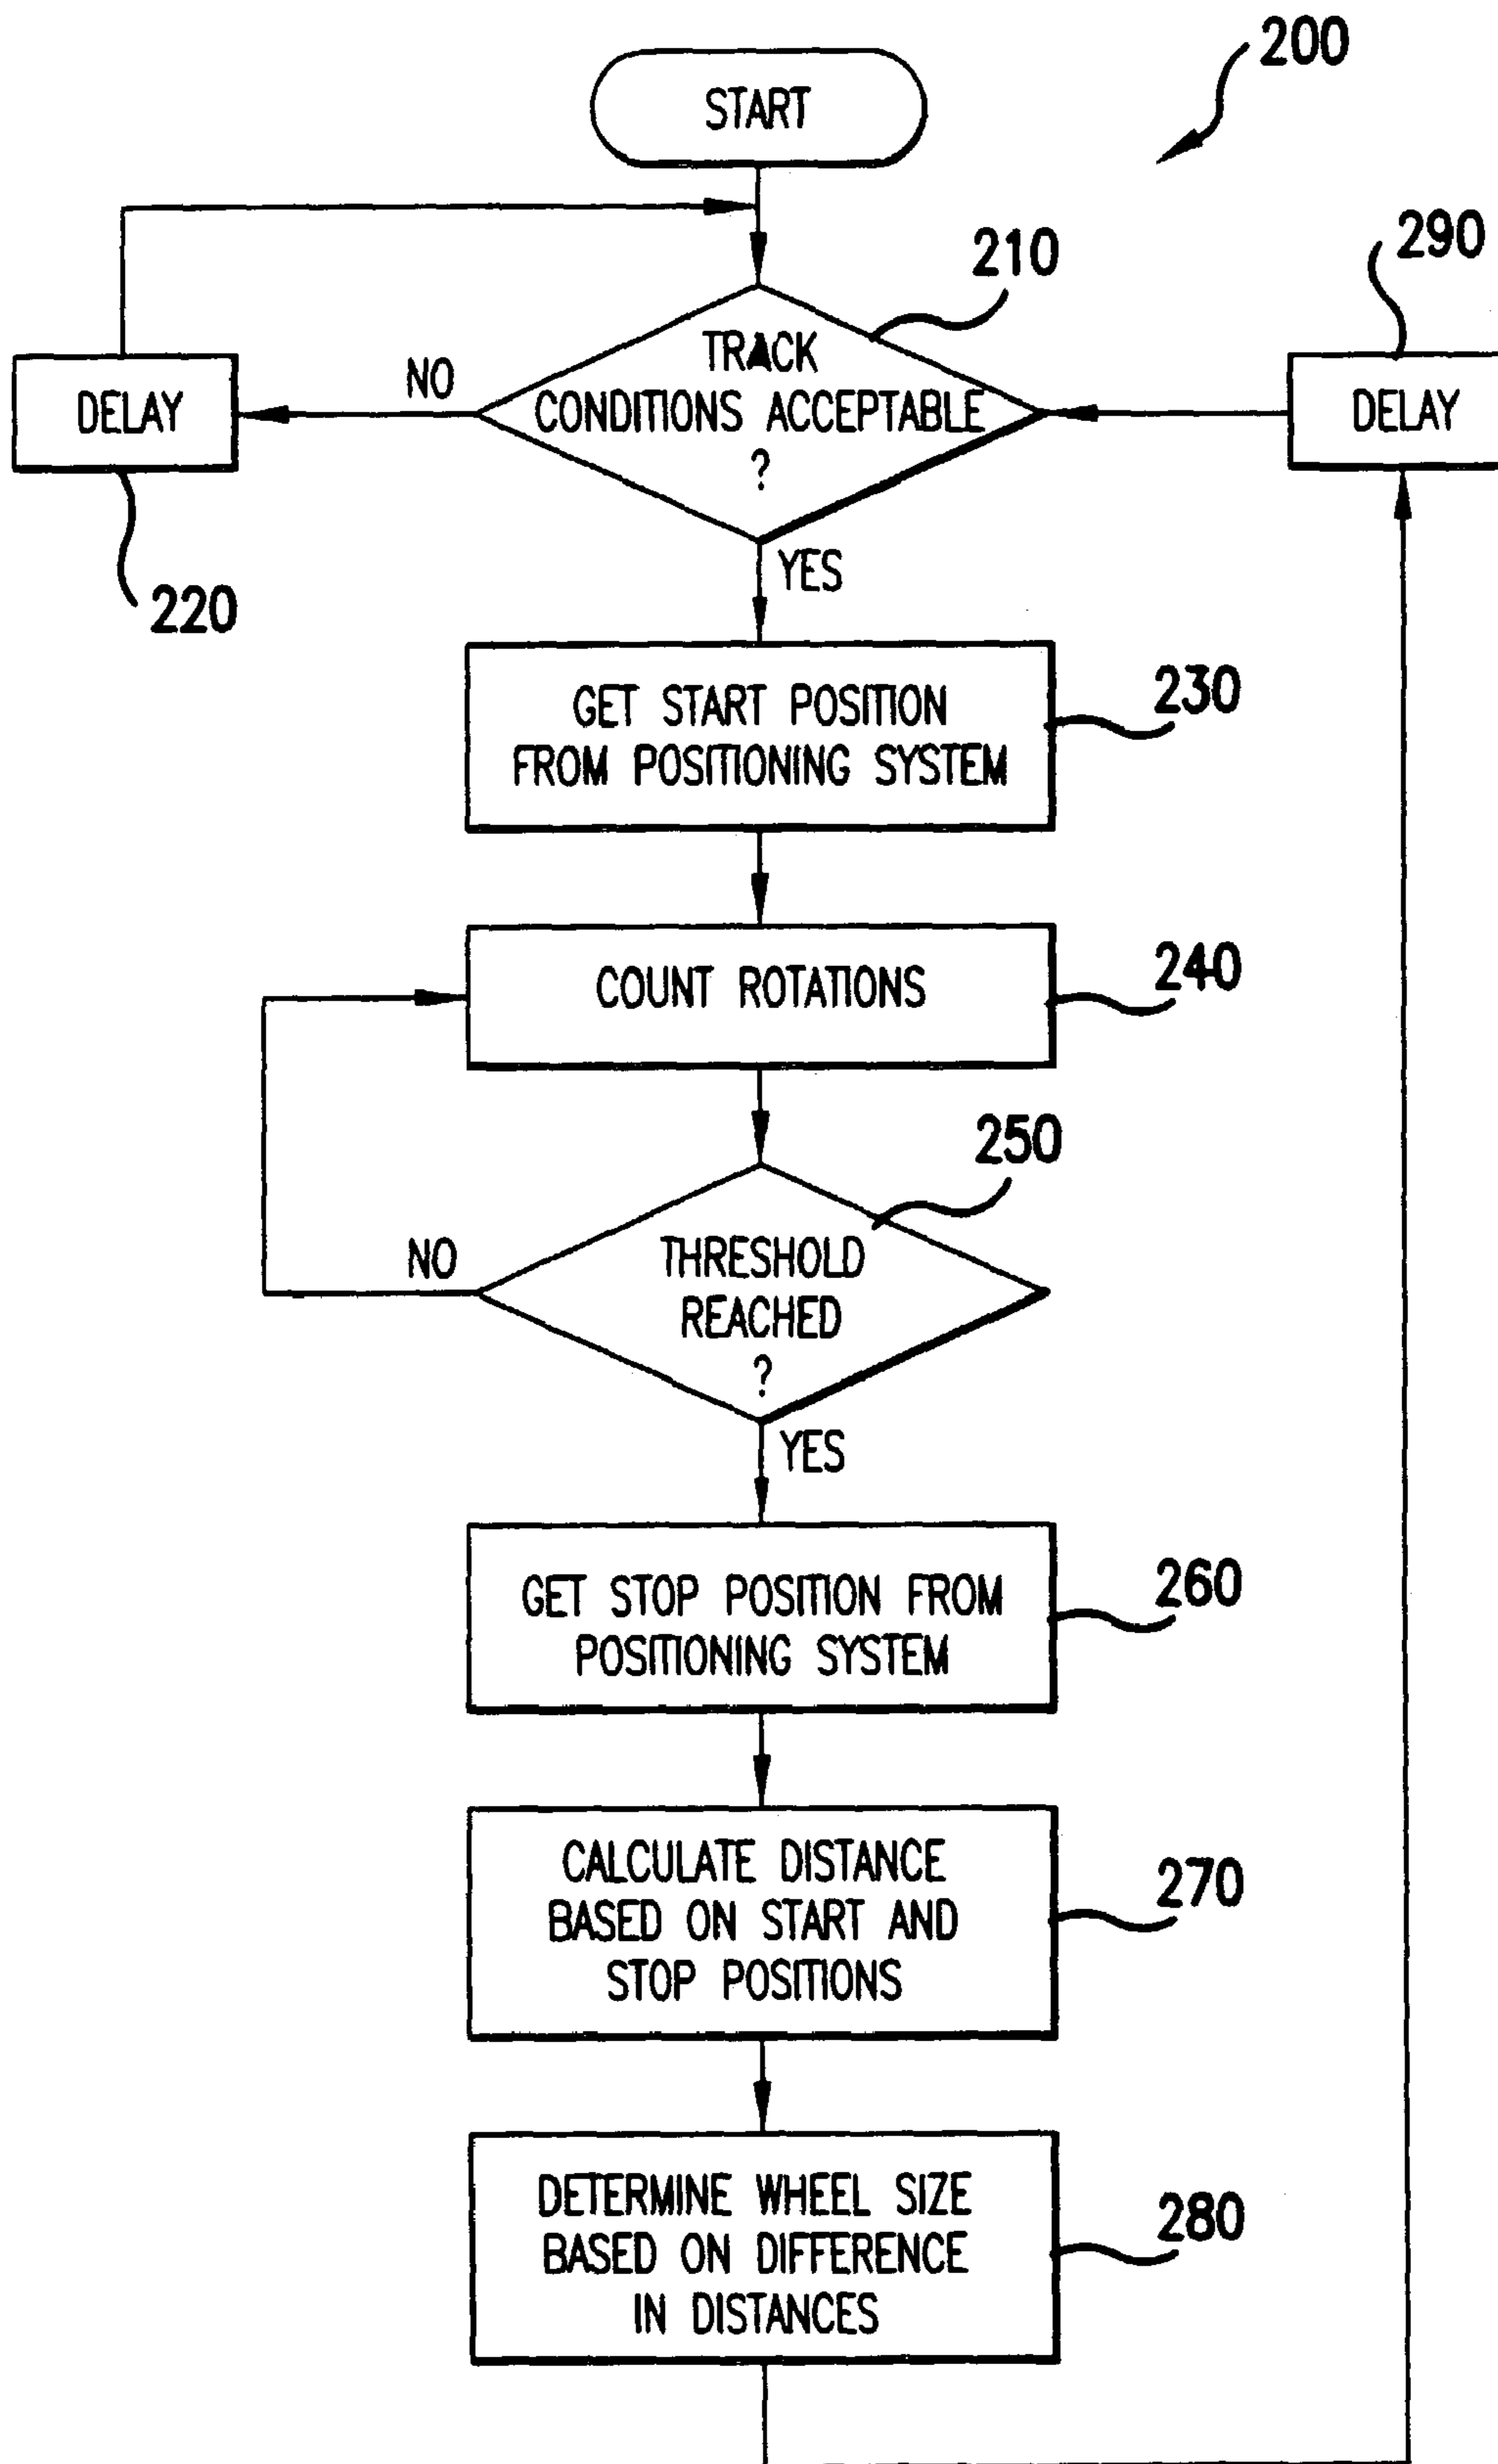 200
START
210
290
TRACK
CONDITIONS ACCEPTABLE
?
NO
DELAY
DELAY
220
YES
GET START POSITION
FROM POSITIONING SYSTEM
230
COUNT ROTATIONS
240
250
THRESHOLD
REACHED
?
NO
YES
GET STOP POSITION FROM
POSITIONING SYSTEM
260
CALCULATE DISTANCE
BASED ON START AND
STOP POSITIONS
270
DETERMINE WHEEL SIZE
BASED ON DIFFERENCE
IN DISTANCES
280